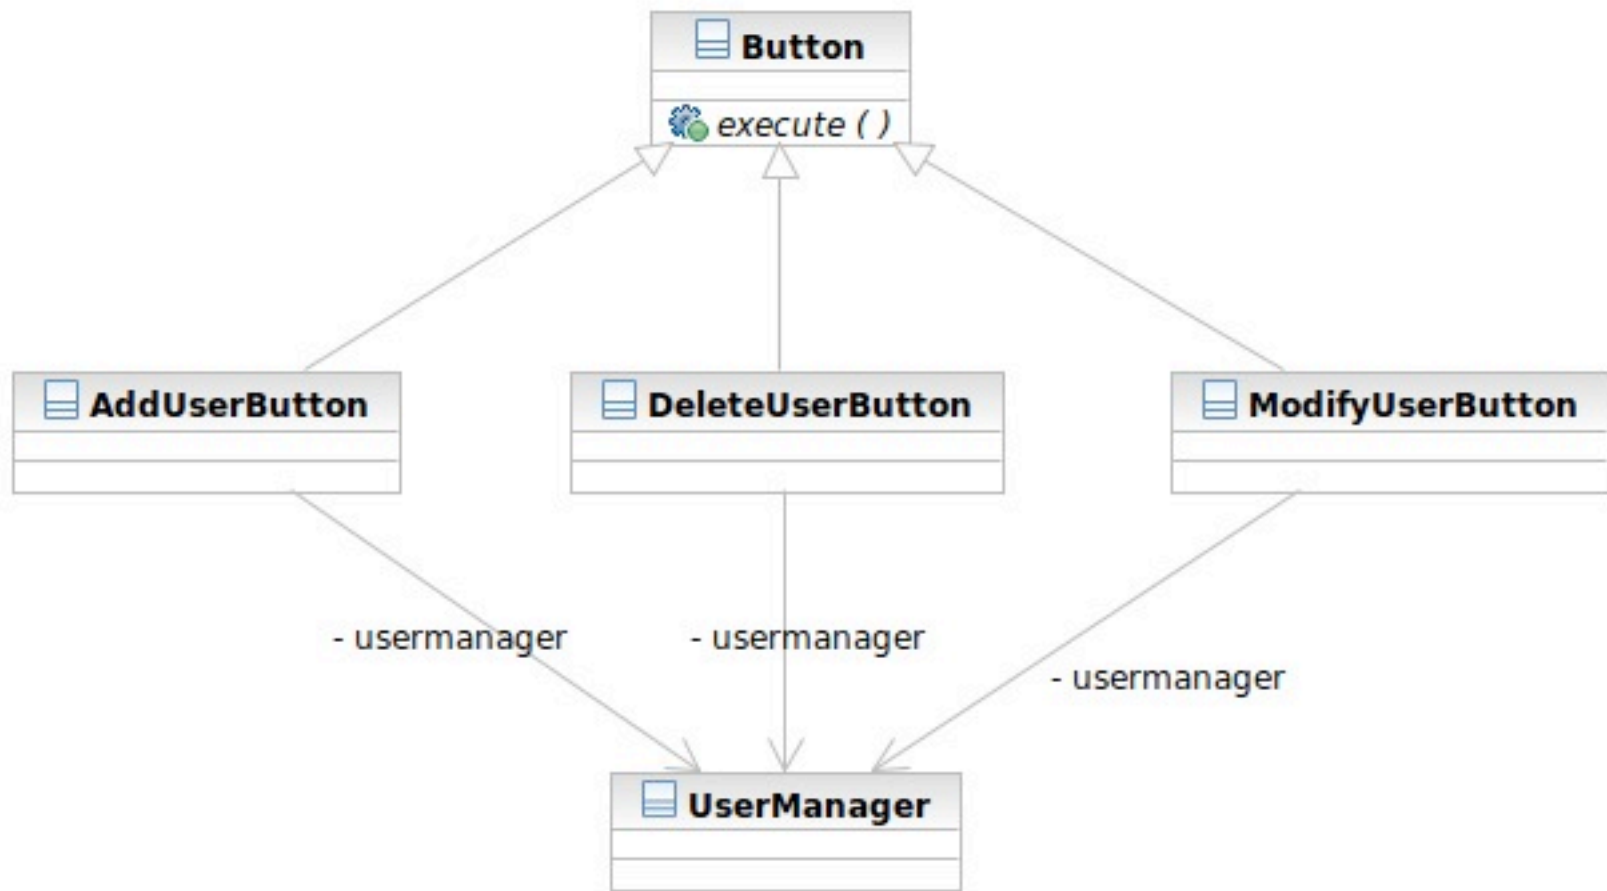 Button
execute ( )
AddUserButton
DeleteUserButton
ModifyUserButton
- usermanager
- usermanager
- usermanager
UserManager